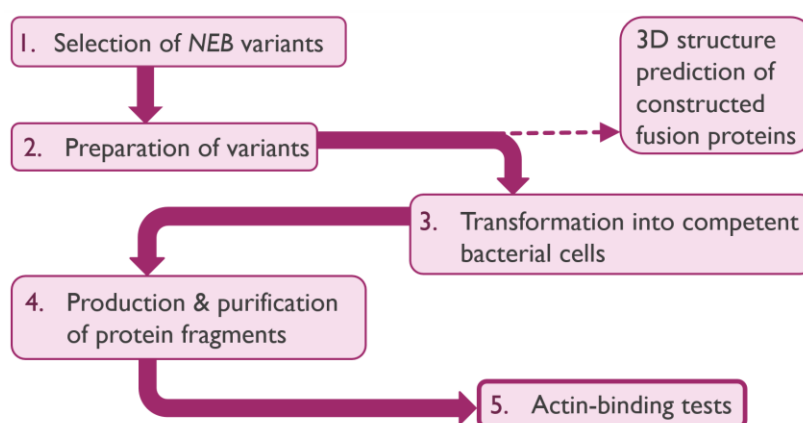 1. Selection of NEB variants
3D structure
prediction of
constructed
fusion proteins
2. Preparation of variants
3. Transformation into competent
bacterial cells
4. Production & purification
of protein fragments
5. Actin-binding tests